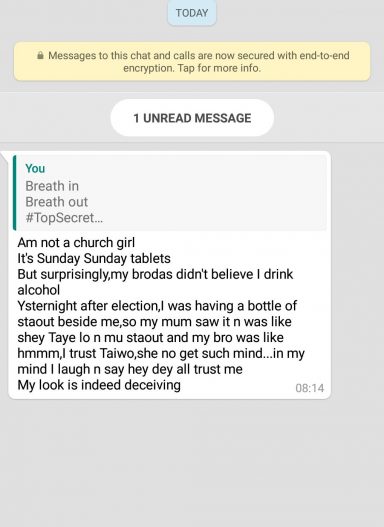 TODAY
Messages to this chat and calls are now secured with end-to-end
encryption. Tap for more info.
1 UNREAD MESSAGE
You
Breath in
Breath out
#TopSecret...
Am not a church girl
It's Sunday Sunday tablets
But surprisingly,my brodas didn't believe I drink
alcohol
Ysternight after election,I was having a bottle of
staout beside me,so my mum saw it n was like
shey Taye lo n mu staout and my bro was like
hmmm,I trust Taiwo,she no get such mind...in my
mind I laugh n say hey dey all trust me
My look is indeed deceiving
08:14